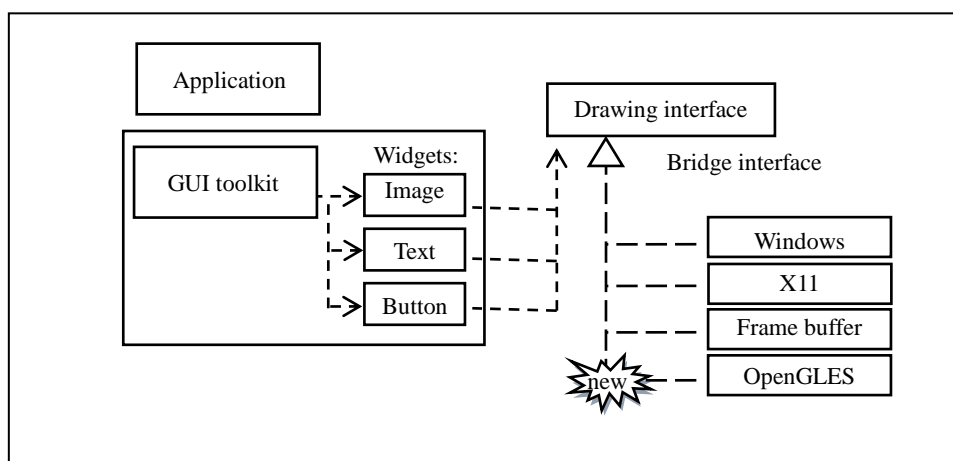 Application
Drawing interface
Widgets:
Bridge interface
GUI toolkit
Image
Text
Button
Windows
X11
Frame buffer
OpenGLES
new